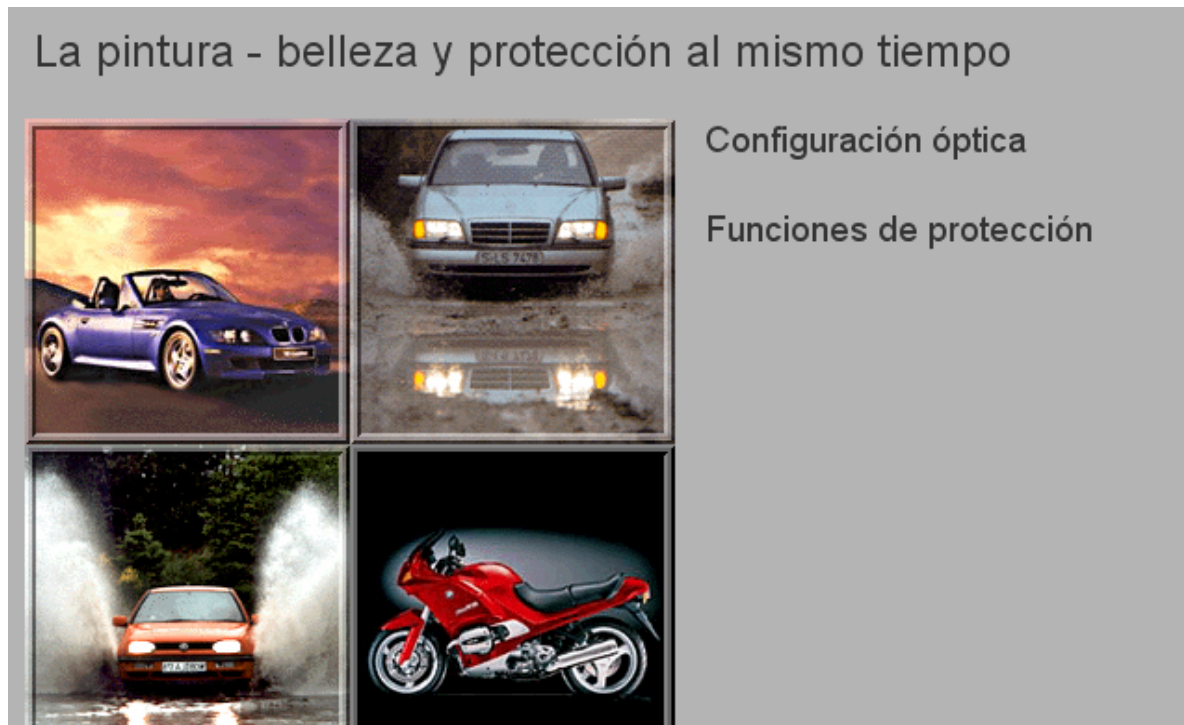 La pintura - belleza y protección al mismo tiempo
Configuración óptica
Funciones de protección